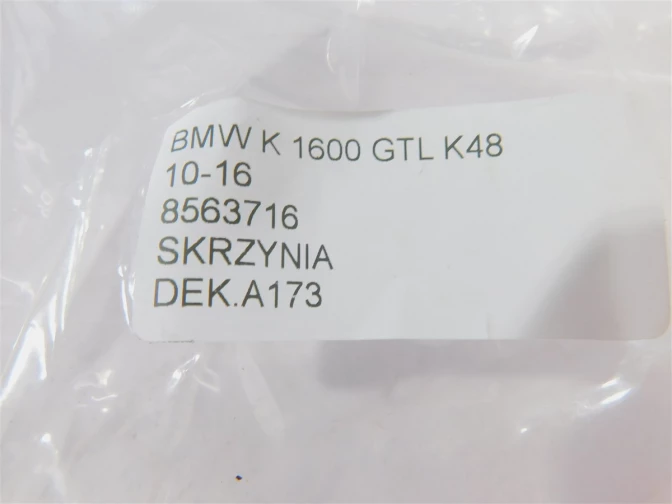 BMW K 1600 GTL K48
10-16
8563716
SKRZYNIA
DEK.A173